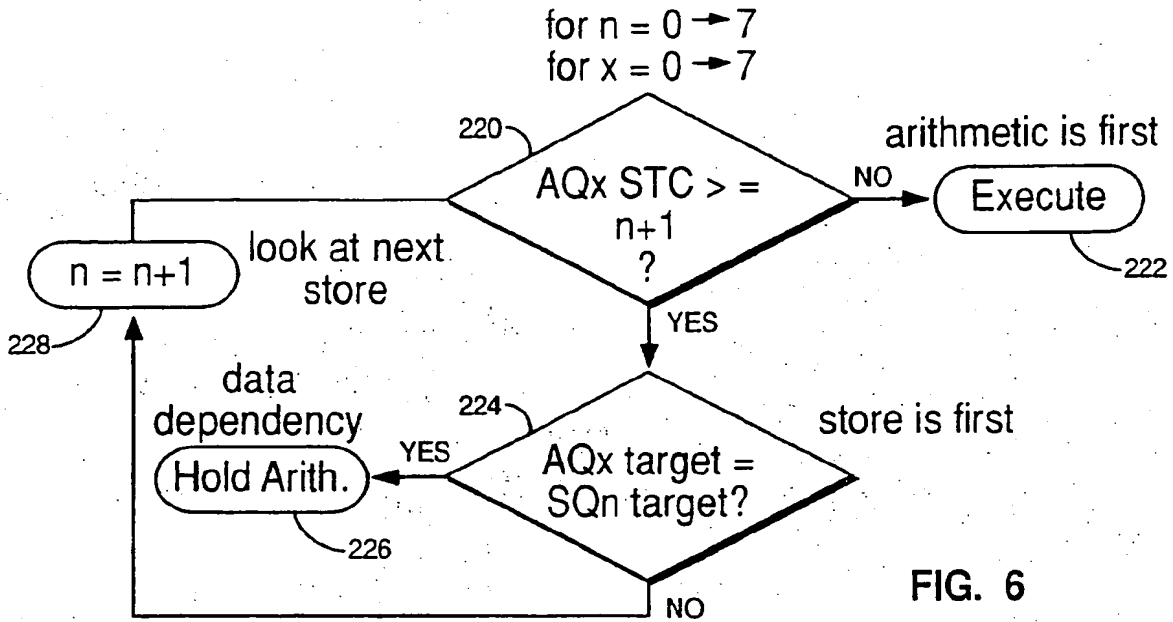 for n = 0 → 7
for x = 0 → 7
220
AQx STC > =
n+1
?
NO
arithmetic is first
Execute
222
n = n+1
look at next
store
228
YES
data
dependency
224
store is first
YES
Hold Arith.
AQx target =
SQn target?
226
NO
FIG. 6